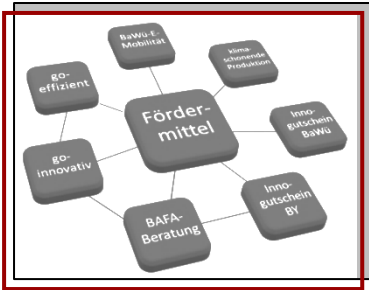 BaWü-E-
Mobilität
klima-
schonende
Produktion
go-
effizient
Förder-
mittel
Inno-
gutschein
BaWü
go-
innovativ
Inno-
gutschein
BY
BAFA-
Beratung